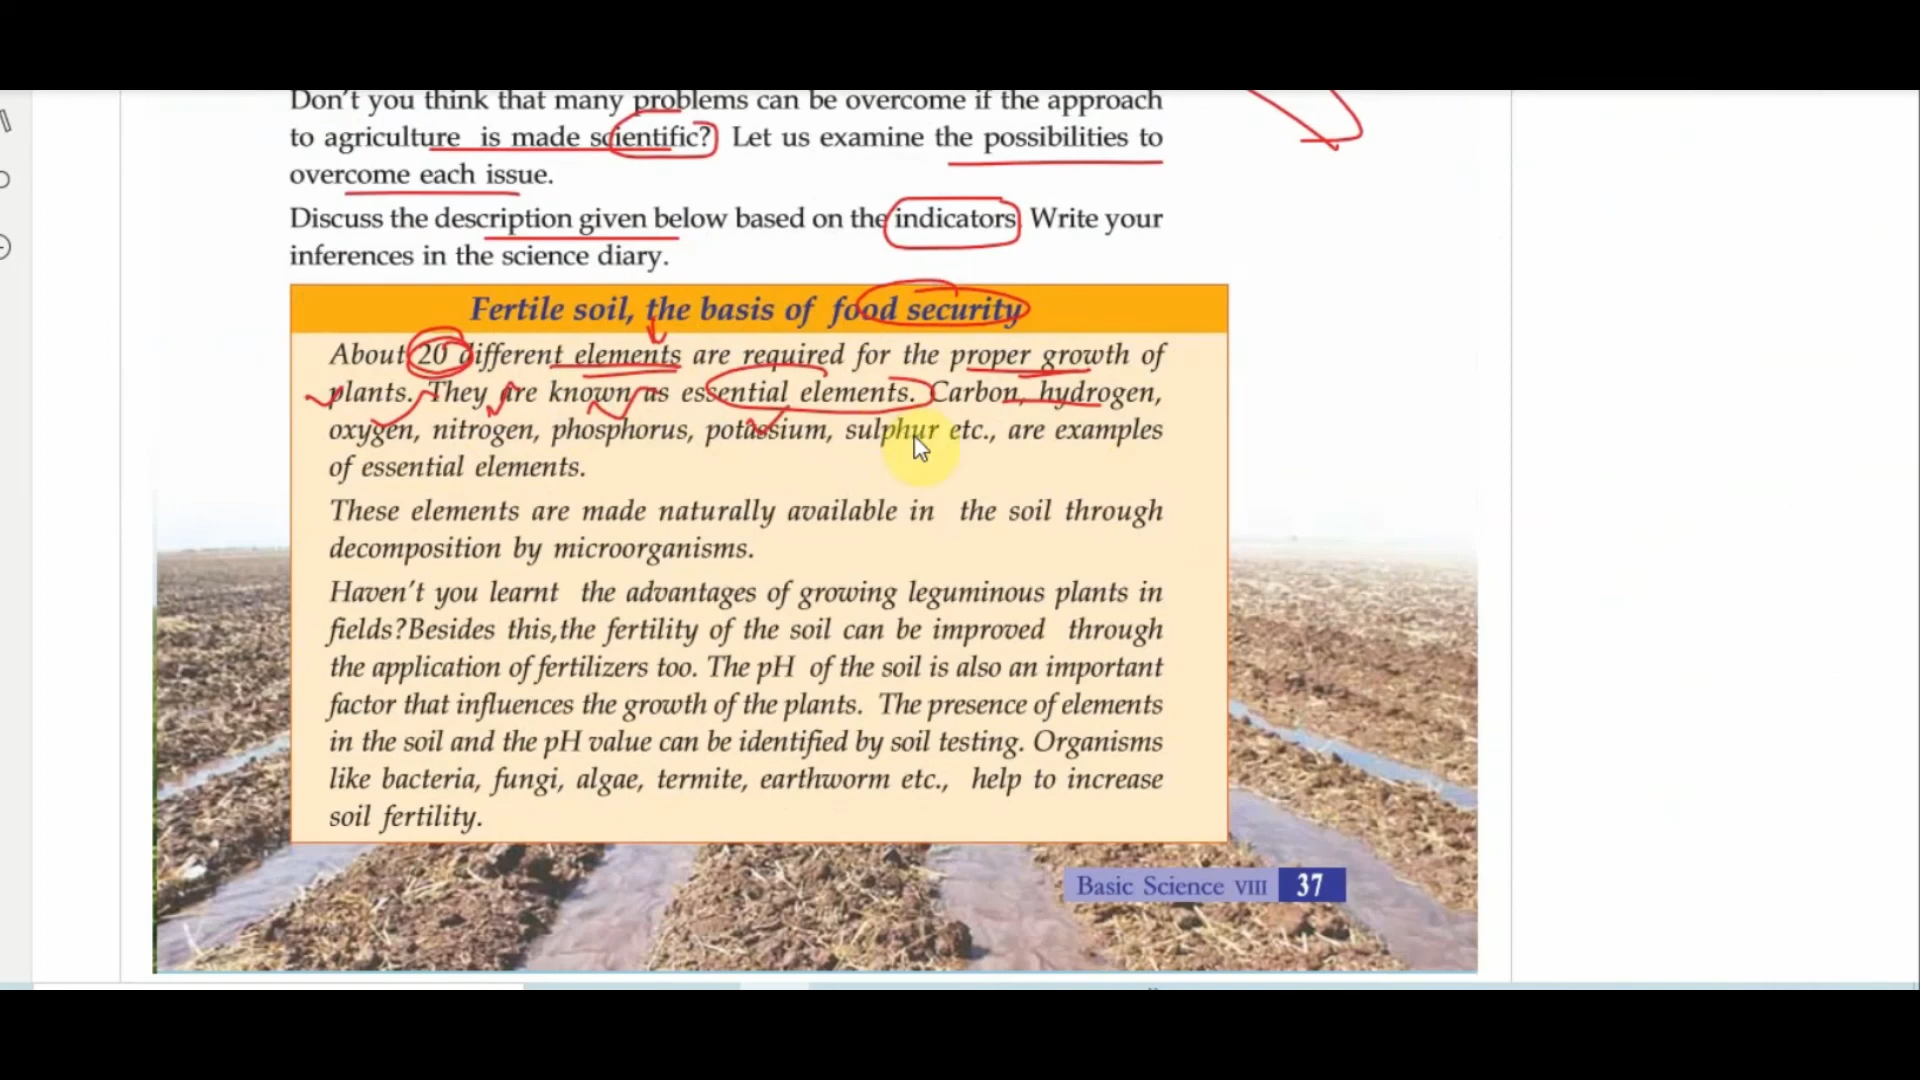 Don't you think that many problems can be overcome if the approach
to agriculture is made scientific? Let us examine the possibilities to
overcome each issue.
Discuss the description given below based on the indicators. Write your
inferences in the science diary.
Fertile soil, the basis of food security
About 20 different elements are required for the proper growth of
plants. They are known as essential elements. Carbon, hydrogen,
oxygen, nitrogen, phosphorus, potassium, sulphur etc., are examples
of essential elements.
These elements are made naturally available in the soil through
decomposition by microorganisms.
Haven't you learnt the advantages of growing leguminous plants in
fields?Besides this,the fertility of the soil can be improved through
the application of fertilizers too. The pH of the soil is also an important
factor that influences the growth of the plants. The presence of elements
in the soil and the pH value can be identified by soil testing. Organisms
like bacteria, fungi, algae, termite, earthworm etc., help to increase
soil fertility.
Basic Science VIII 37